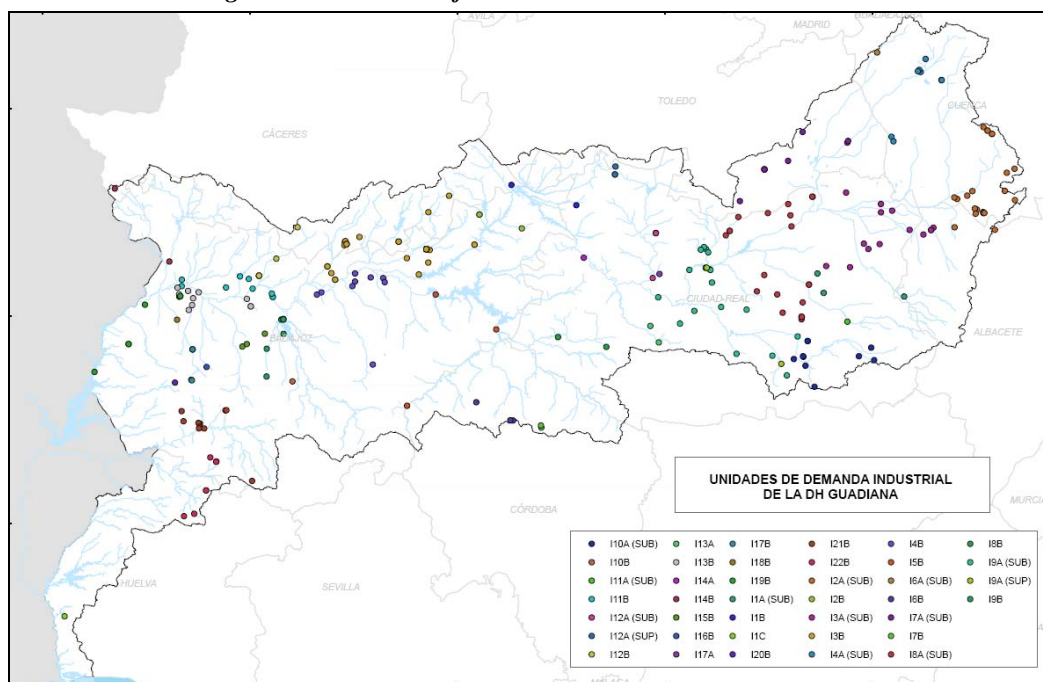 ÁVILA
MADRID
GUADALAJARA
TOLEDO
CUENCA
CÁCERES
CIUDAD-REAL
BADAJOZ
ALBACETE
UNIDADES DE DEMANDA INDUSTRIAL
DE LA DH GUADIANA
MURCIA
CÓRDOBA
HUELVA
SEVILLA
MÁLAGA
I10A (SUB) I13A I17B I21B I4B I8B
I10B I13B I18B I22B I5B I9A (SUB)
I11A (SUB) I14A I19B I2A (SUB) I6A (SUB) I9A (SUP)
I11B I14B I1A (SUB) I2B I6B I9B
I12A (SUB) I15B I1B I3A (SUB) I7A (SUB)
I12A (SUP) I16B I1C I3B I7B
I12B I17A I20B I4A (SUB) I8A (SUB)